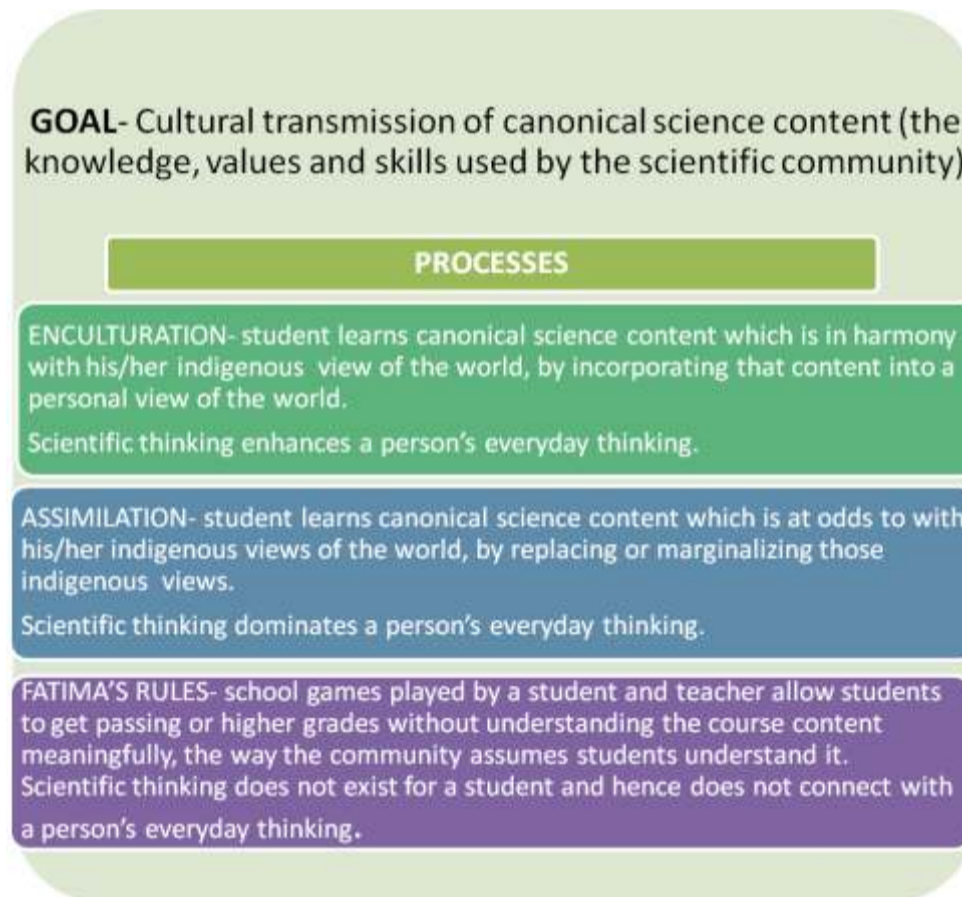 GOAL- Cultural transmission of canonical science content (the
knowledge, values and skills used by the scientific community)
PROCESSES
ENCULTURATION- student learns canonical science content which is in harmony
with his/her indigenous view of the world, by incorporating that content into a
personal view of the world.
Scientific thinking enhances a person's everyday thinking.
ASSIMILATION- student learns canonical science content which is at odds to with
his/her indigenous views of the world, by replacing or marginalizing those
indigenous views.
Scientific thinking dominates a person's everyday thinking.
FATIMA'S RULES- school games played by a student and teacher allow students
to get passing or higher grades without understanding the course content
meaningfully, the way the community assumes students understand it.
Scientific thinking does not exist for a student and hence does not connect with
a person's everyday thinking.